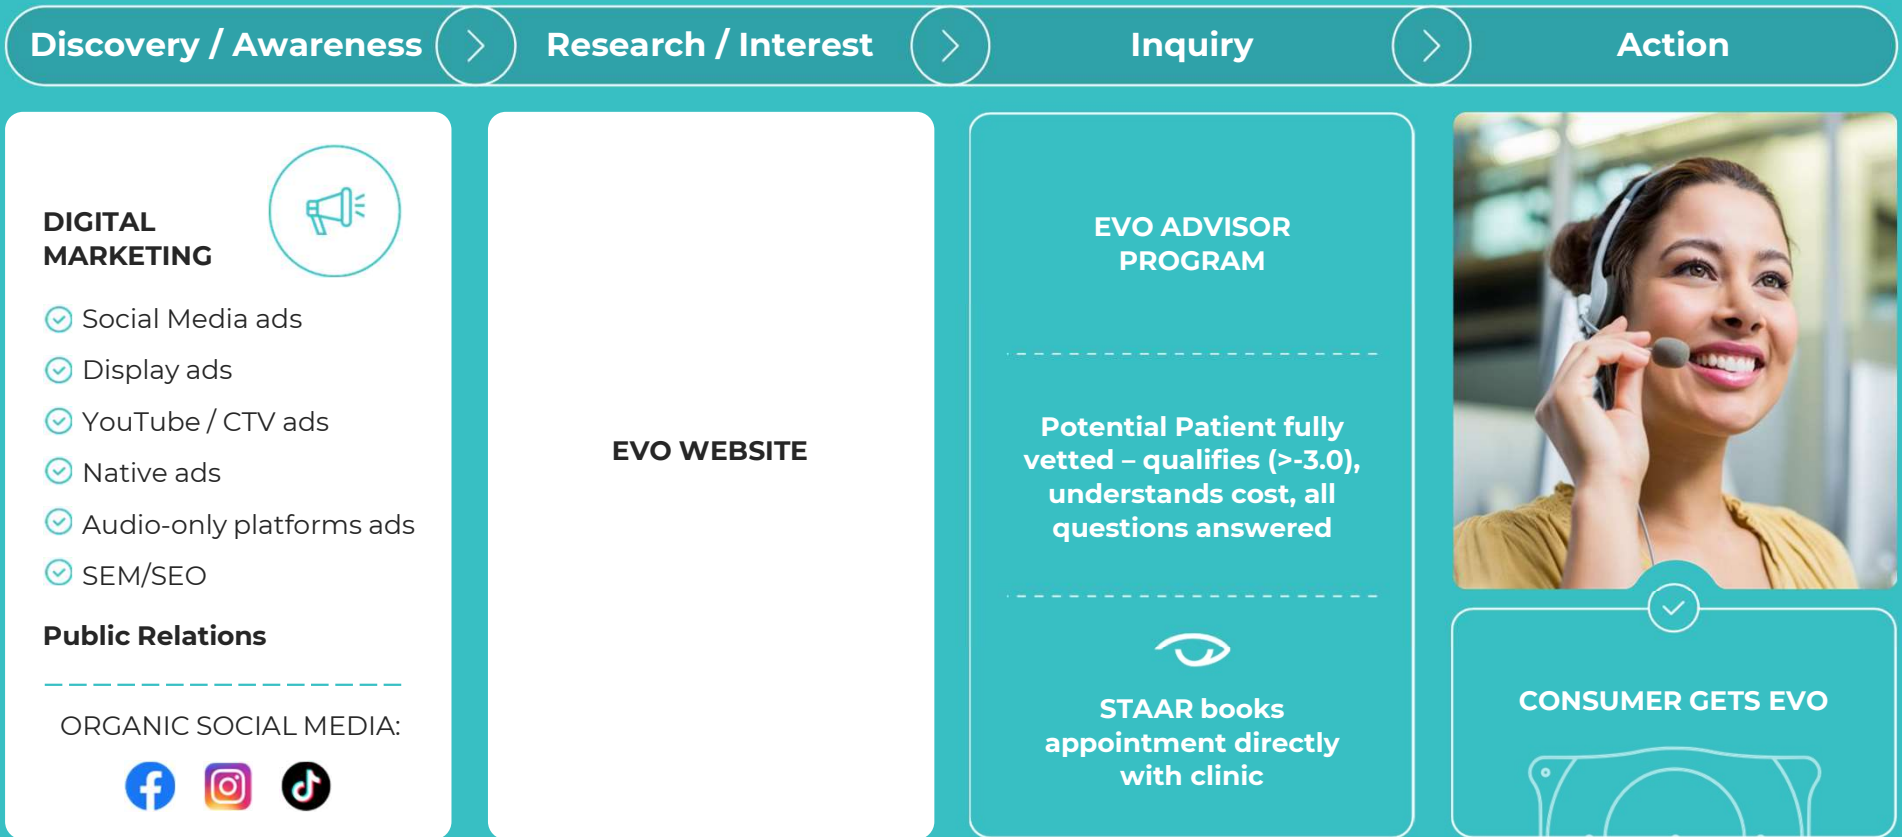 Discovery / Awareness
Research / Interest
Inquiry
Action
DIGITAL
MARKETING
Social Media ads
Display ads
YouTube / CTV ads
Native ads
Audio-only platforms ads
SEM/SEO
Public Relations
ORGANIC SOCIAL MEDIA:
EVO WEBSITE
EVO ADVISOR
PROGRAM
Potential Patient fully
vetted – qualifies (>-3.0),
understands cost, all
questions answered
STAAR books
appointment directly
with clinic
CONSUMER GETS EVO